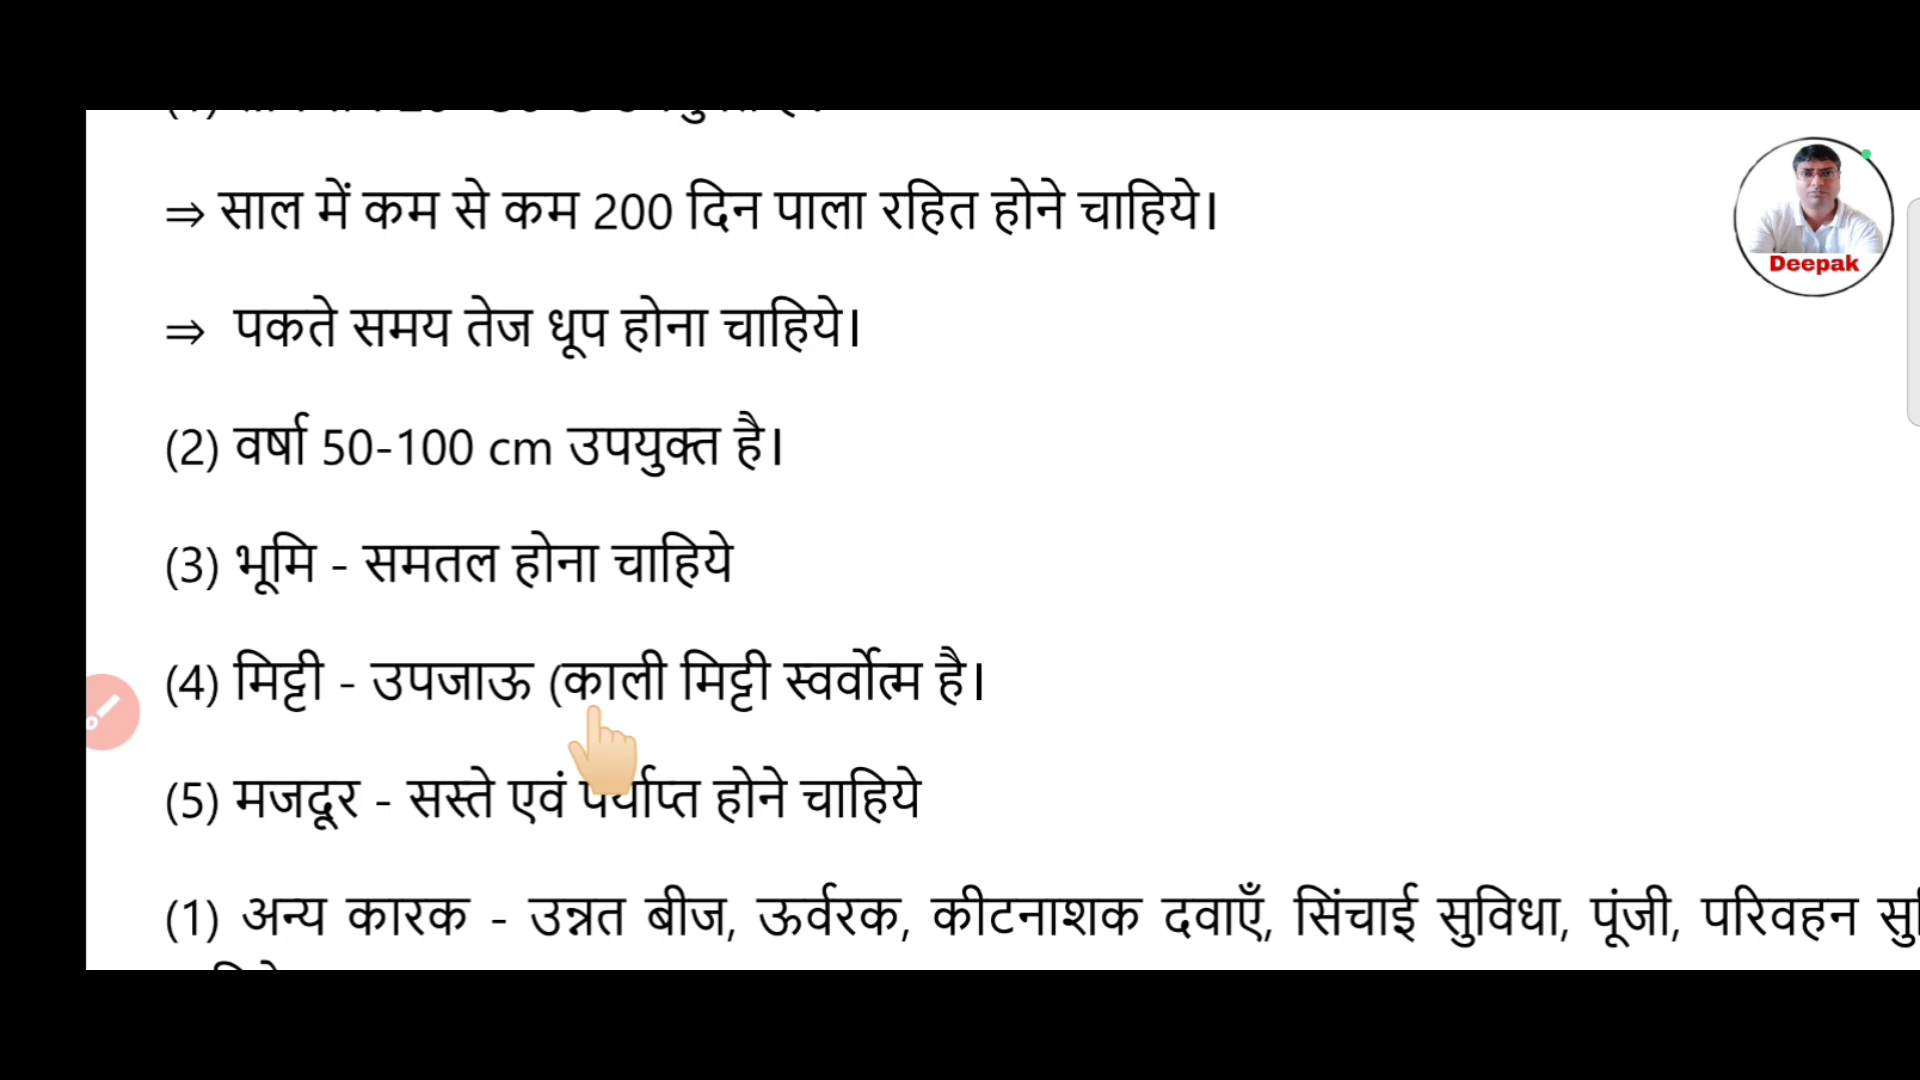 ⇒ साल में कम से कम 200 दिन पाला रहित होने चाहिये।
Deepak
⇒ पकते समय तेज धूप होना चाहिये।
(2) वर्षा 50-100 cm उपयुक्त है।
(3) भूमि - समतल होना चाहिये
(4) मिट्टी - उपजाऊ (काली मिट्टी स्वर्वोत्म है।
(5) मजदूर - सस्ते एवं पर्याप्त होने चाहिये
(1) अन्य कारक - उन्नत बीज, ऊर्वरक, कीटनाशक दवाएँ, सिंचाई सुविधा, पूंजी, परिवहन